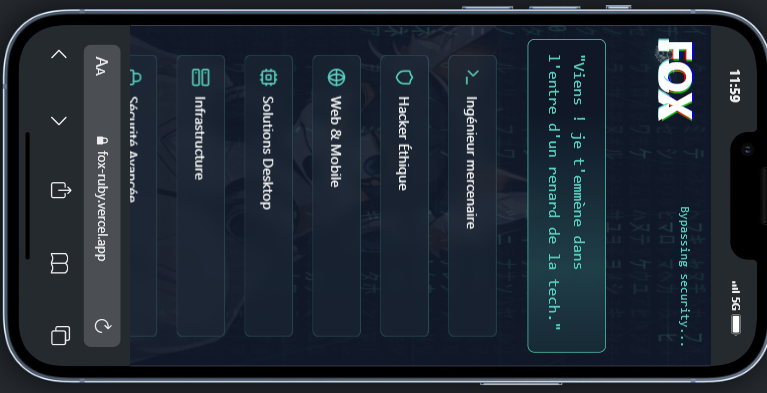 11:59
5G
FOX
Bypassing security...
"Viens ! je t'emmène dans
l'entre d'un renard de la tech."
Ingénieur mercenaire
Hacker Éthique
Web & Mobile
Solutions Desktop
Infrastructure
Sécurité Avancée
AA
fox-ruby.vercel.app